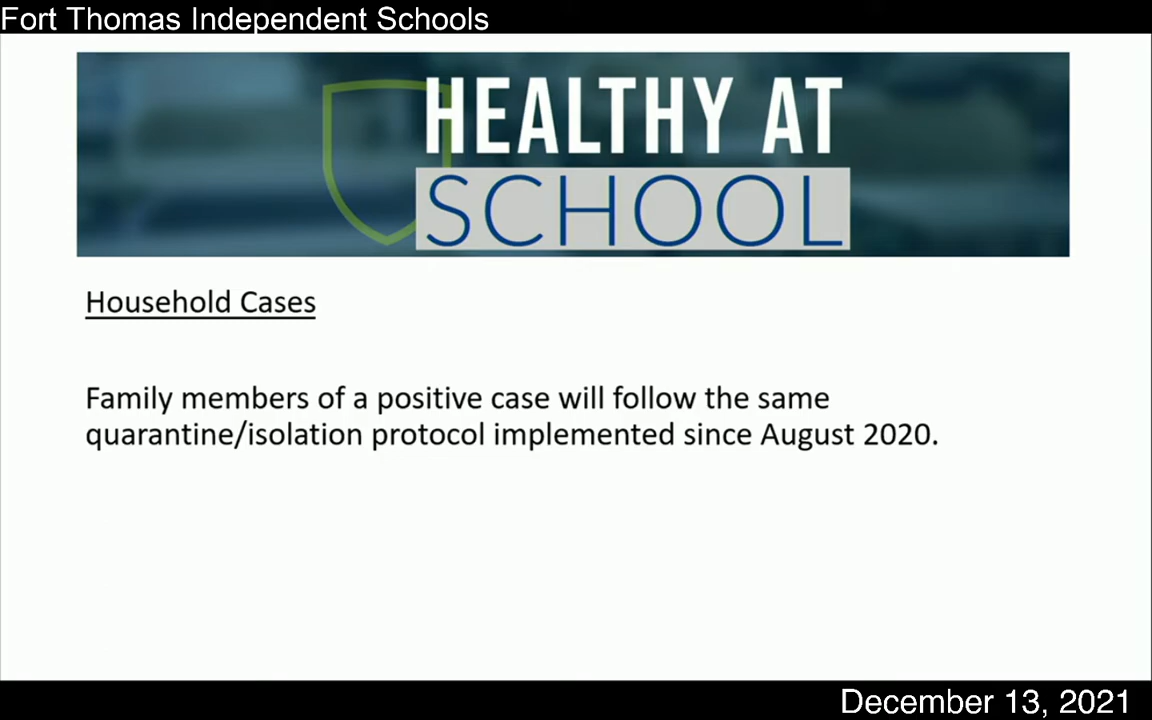 Fort Thomas Independent Schools
HEALTHY AT
SCHOOL
Household Cases
Family members of a positive case will follow the same
quarantine/isolation protocol implemented since August 2020.
December 13, 2021